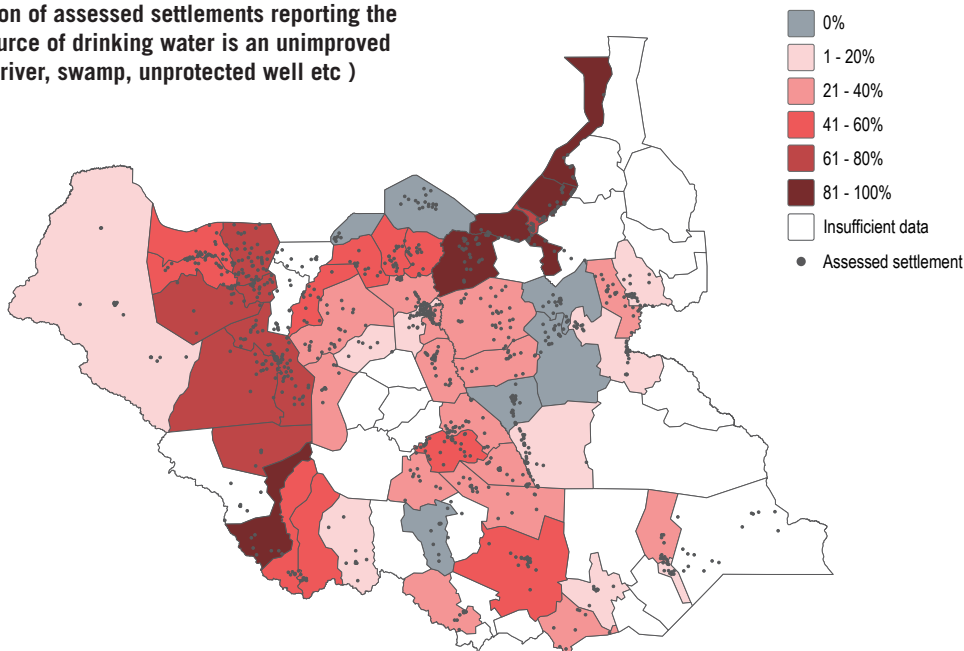 on of assessed settlements reporting the
urce of drinking water is an unimproved
river, swamp, unprotected well etc )
0%
1 - 20%
21 - 40%
41 - 60%
61 - 80%
81 - 100%
Insufficient data
Assessed settlement